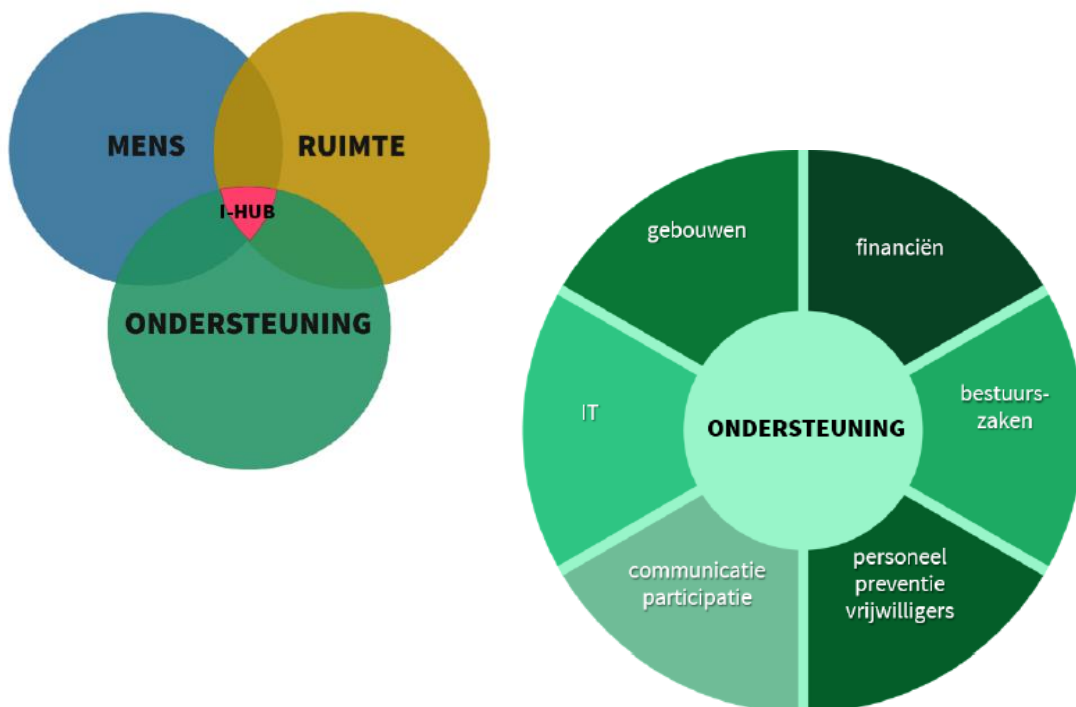 MENS
RUIMTE
I-HUB
ONDERSTEUNING
gebouwen
financiën
IT
bestuurs-
zaken
ONDERSTEUNING
communicatie
participatie
personeel
preventie
vrijwilligers